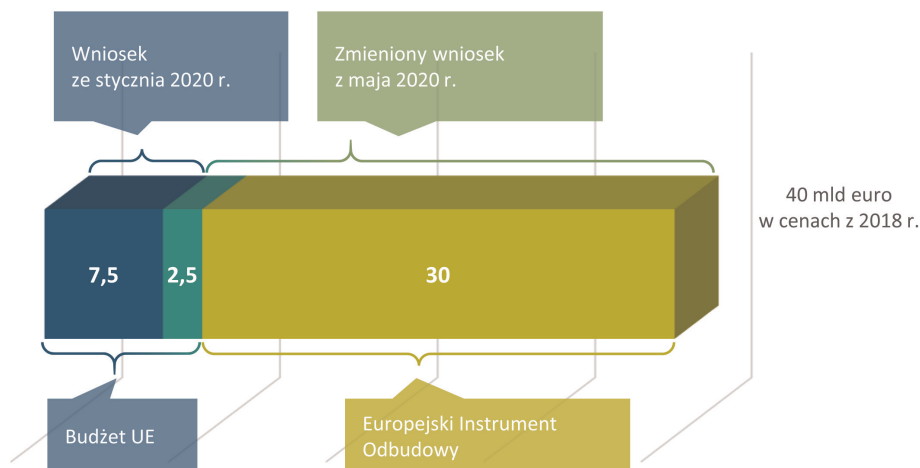 Wniosek
ze stycznia 2020 r.
Zmieniony wniosek
z maja 2020 r.
40 mld euro
w cenach z 2018 r.
7,5
2,5
30
Budżet UE
Europejski Instrument
Odbudowy